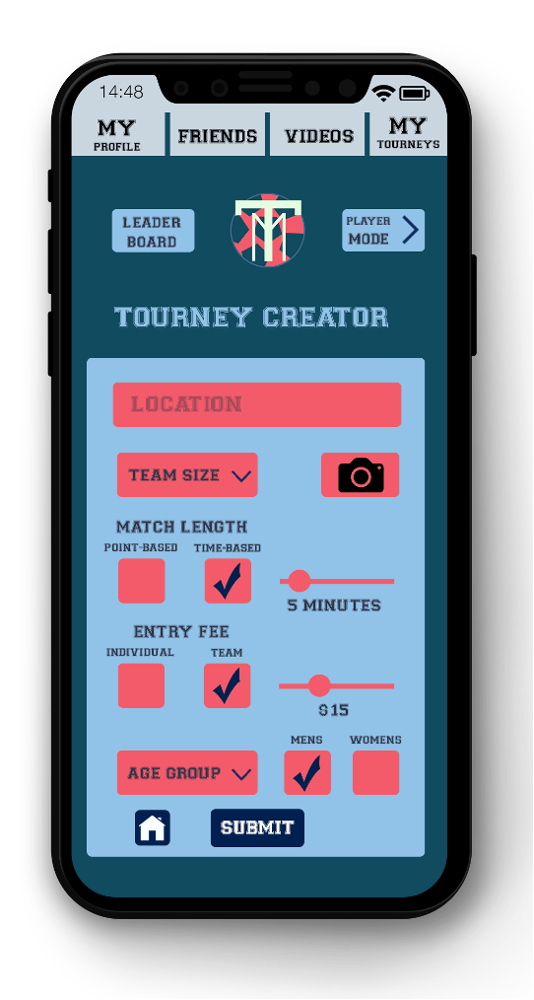 14:48
MY PROFILE
FRIENDS
VIDEOS
MY TOURNEYS
LEADER BOARD
TM
PLAYER MODE
TOURNEY CREATOR
LOCATION
TEAM SIZE
MATCH LENGTH
POINT-BASED TIME-BASED
5 MINUTES
ENTRY FEE
INDIVIDUAL TEAM
$15
MENS WOMENS
AGE GROUP
SUBMIT